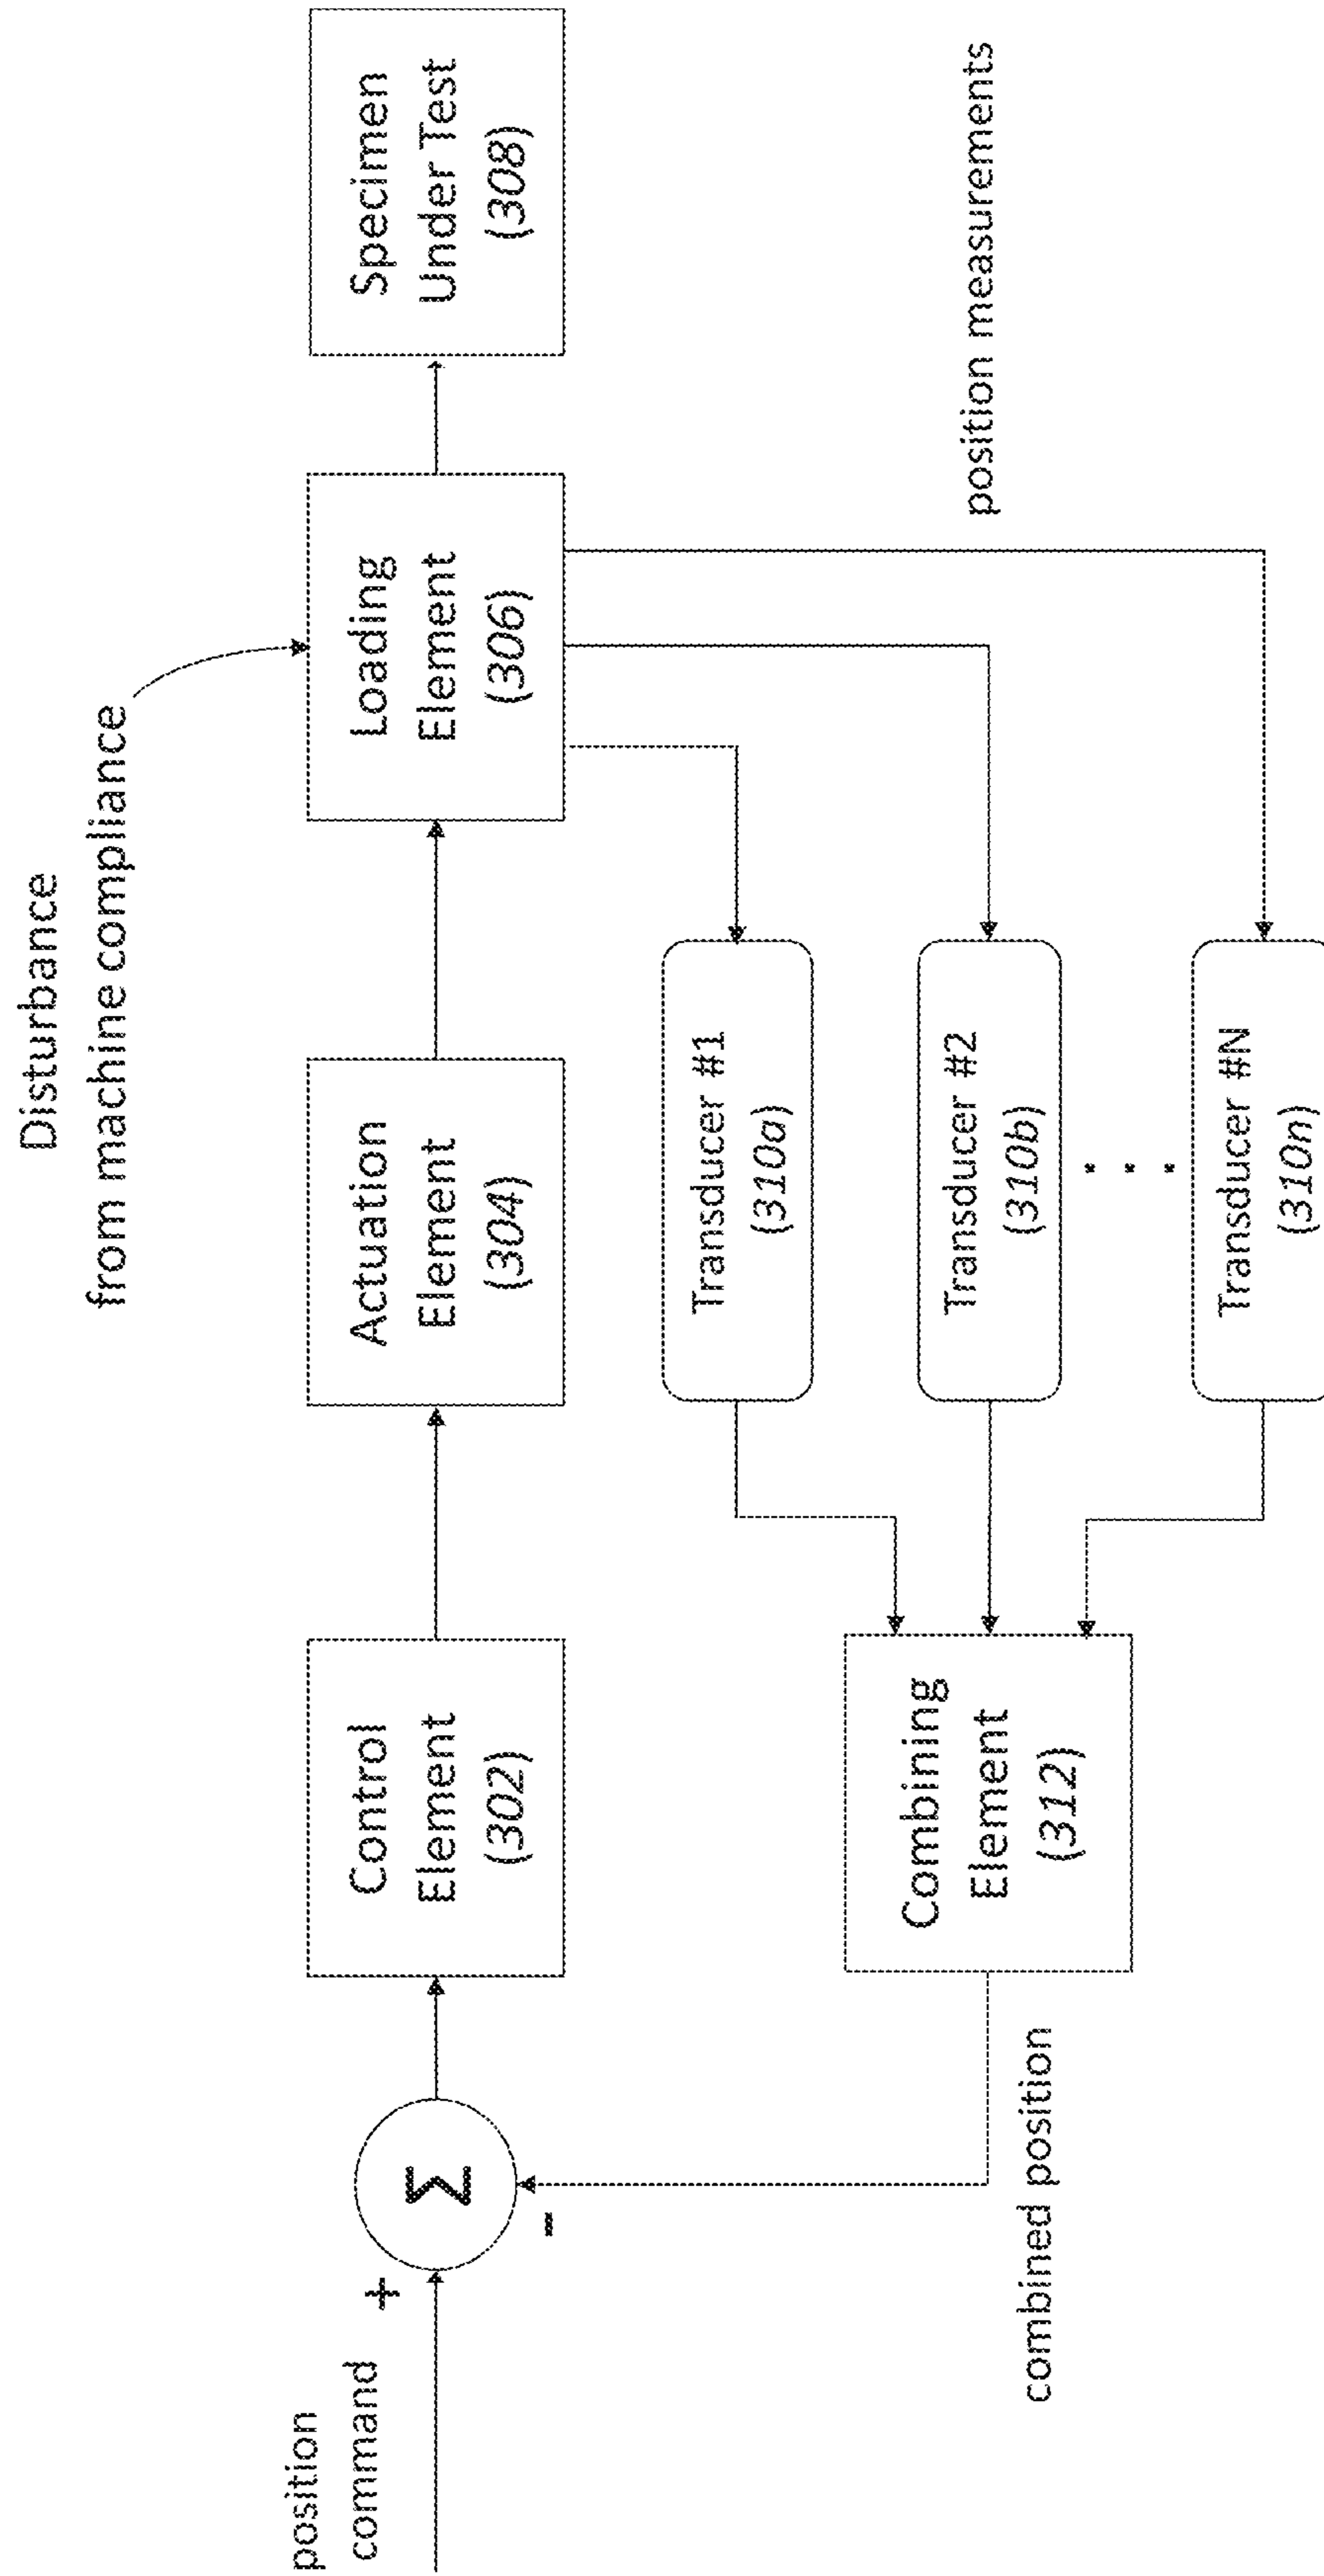 Disturbance
from machine compliance
position
command
+
Σ
-
Control
Element
(302)
Actuation
Element
(304)
Loading
Element
(306)
Specimen
Under Test
(308)
Transducer #1
(310a)
Transducer #2
(310b)
. . .
Transducer #N
(310n)
position measurements
Combining
Element
(312)
combined position